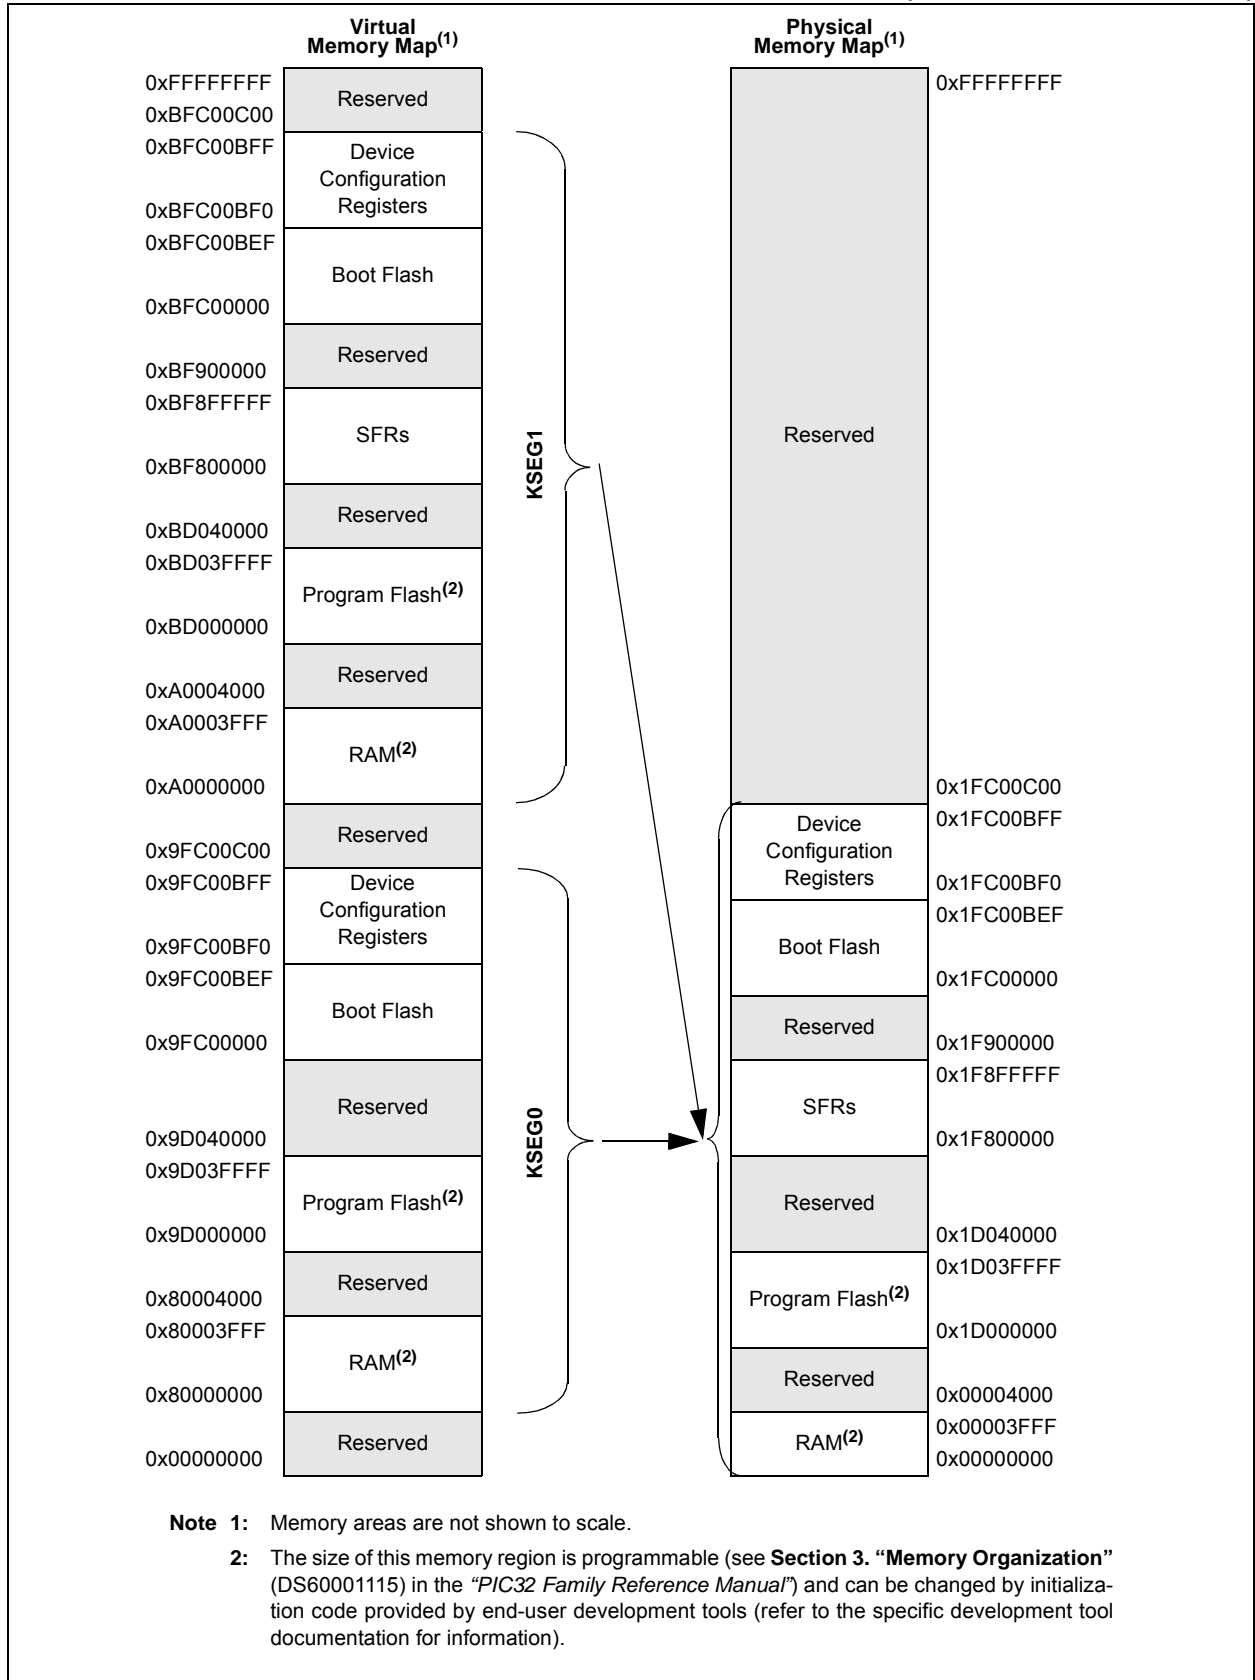 Virtual
Memory Map(1)
0xFFFFFFFF
Reserved
0xBFC00C00
0xBFC00BFF
Device
Configuration
Registers
0xBFC00BF0
0xBFC00BEF
Boot Flash
0xBFC00000
Reserved
0xBF900000
0xBF8FFFFF
SFRs
0xBF800000
Reserved
0xBD040000
0xBD03FFFF
Program Flash(2)
0xBD000000
Reserved
0xA0004000
0xA0003FFF
RAM(2)
0xA0000000
Reserved
0x9FC00C00
0x9FC00BFF
Device
Configuration
Registers
0x9FC00BF0
0x9FC00BEF
Boot Flash
0x9FC00000
Reserved
0x9D040000
0x9D03FFFF
Program Flash(2)
0x9D000000
Reserved
0x80004000
0x80003FFF
RAM(2)
0x80000000
Reserved
0x00000000
KSEG1
KSEG0
Physical
Memory Map(1)
0xFFFFFFFF
Reserved
0x1FC00C00
0x1FC00BFF
Device
Configuration
Registers
0x1FC00BF0
0x1FC00BEF
Boot Flash
0x1FC00000
Reserved
0x1F900000
0x1F8FFFFF
SFRs
0x1F800000
Reserved
0x1D040000
0x1D03FFFF
Program Flash(2)
0x1D000000
Reserved
0x00004000
0x00003FFF
RAM(2)
0x00000000
Note 1: Memory areas are not shown to scale.
2: The size of this memory region is programmable (see Section 3. “Memory Organization”
(DS60001115) in the “PIC32 Family Reference Manual”) and can be changed by initializa-
tion code provided by end-user development tools (refer to the specific development tool
documentation for information).